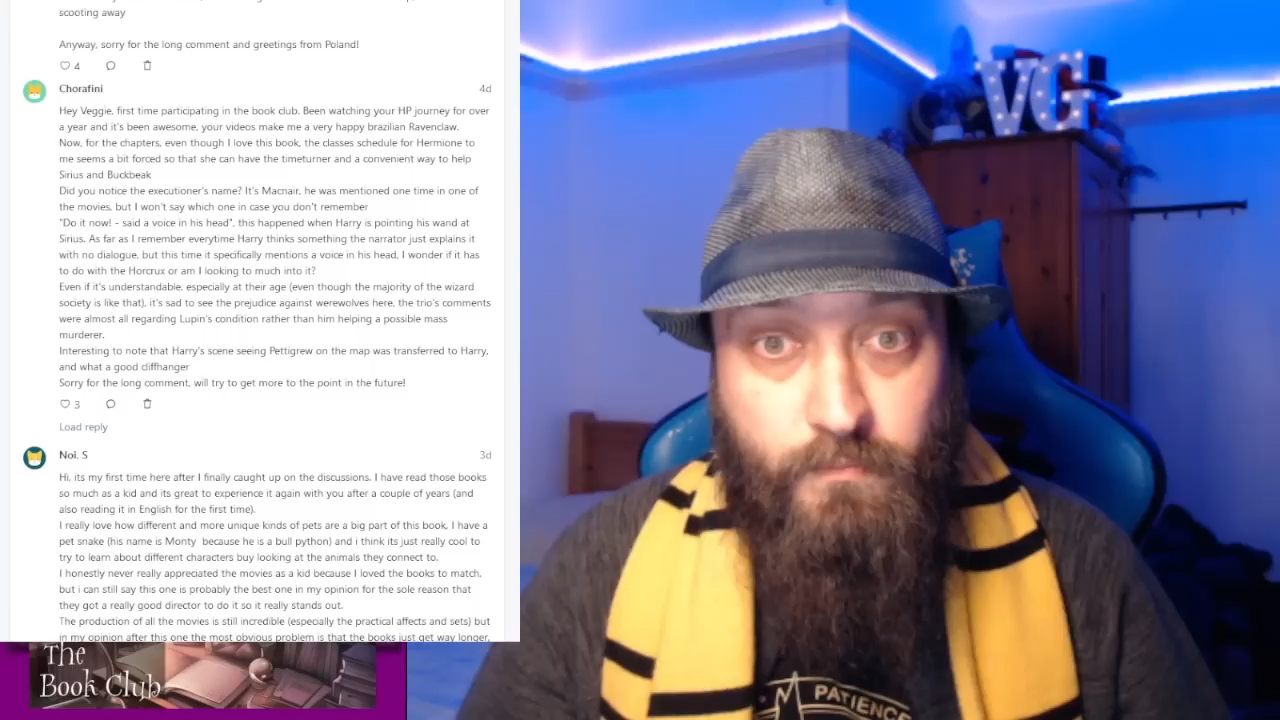 scooting away
Anyway, sorry for the long comment and greetings from Poland!
4
Chorafini
4d
Hey Veggie, first time participating in the book club. Been watching your HP journey for over
a year and it's been awesome, your videos make me a very happy brazilian Ravenclaw.
Now, for the chapters, even though I love this book, the classes schedule for Hermione to
me seems a bit forced so that she can have the timeturner and a convenient way to help
Sirius and Buckbeak
Did you notice the executioner's name? It's Macnair, he was mentioned one time in one of
the movies, but I won't say which one in case you don't remember
"Do it now! - said a voice in his head", this happened when Harry is pointing his wand at
Sirius, As far as I remember everytime Harry thinks something the narrator just explains it
with no dialogue, but this time it specifically mentions a voice in his head, I wonder if it has
to do with the Horcrux or am I looking to much into it?
Even if it's understandable, especially at their age (even though the majority of the wizard
society is like that), it's sad to see the prejudice against werewolves here, the trio's comments
were almost all regarding Lupin's condition rather than him helping a possible mass
murderer.
Interesting to note that Harry's scene seeing Pettigrew on the map was transferred to Harry,
and what a good cliffhanger
Sorry for the long comment, will try to get more to the point in the future!
3
Load reply
Noi. S
3d
Hi, its my first time here after I finally caught up on the discussions. I have read those books
so much as a kid and its great to experience it again with you after a couple of years (and
also reading it in English for the first time).
I really love how different and more unique kinds of pets are a big part of this book, I have a
pet snake (his name is Monty because he is a bull python) and i think its just really cool to
try to learn about different characters buy looking at the animals they connect to.
I honestly never really appreciated the movies as a kid because I loved the books to match,
but i can still say this one is probably the best one in my opinion for the sole reason that
they got a really good director to do it so it really stands out.
The production of all the movies is still incredible (especially the practical affects and sets) but
in my opinion after this one the most obvious problem is that the books just get way longer,
The
Book Club
VG
PATIENCE